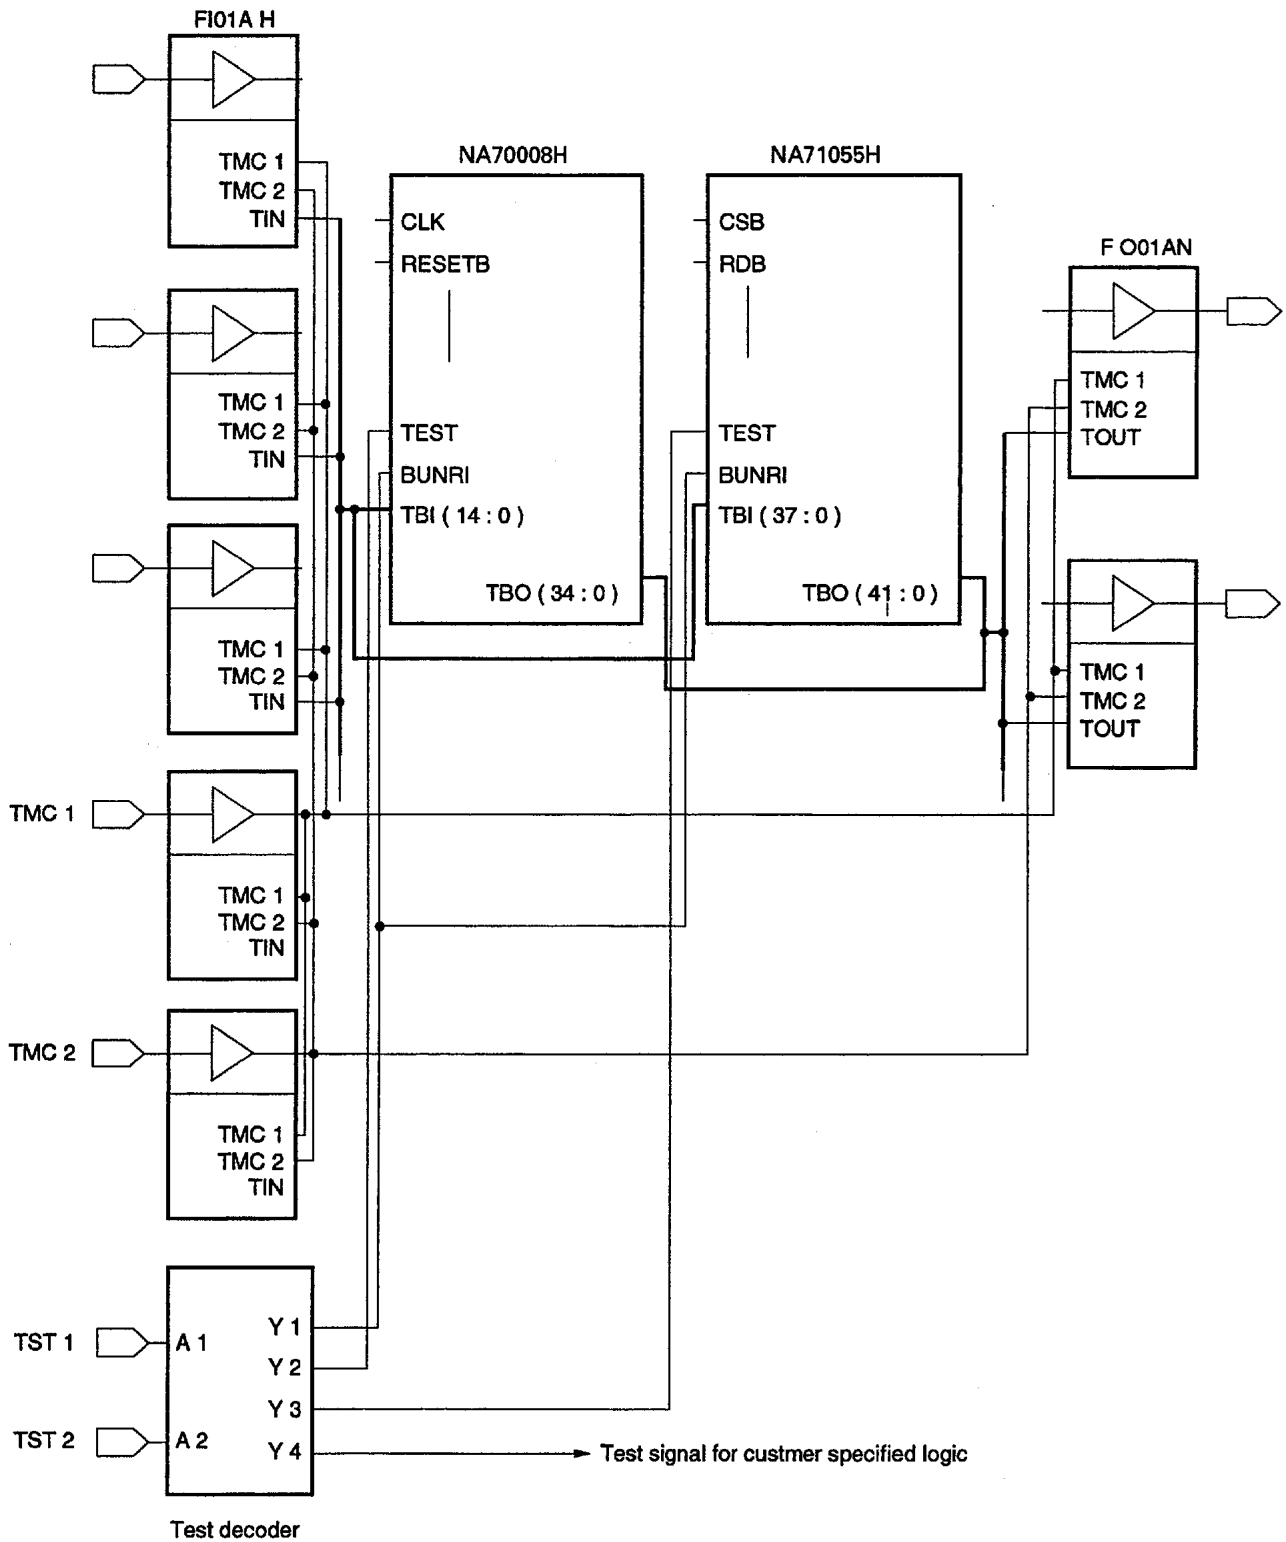 FI01A H
TMC 1
TMC 2
TIN
NA70008H
CLK
RESETB
TEST
BUNRI
TBI ( 14 : 0 )
TBO ( 34 : 0 )
NA71055H
CSB
RDB
TEST
BUNRI
TBI ( 37 : 0 )
TBO ( 41 : 0 )
F O01AN
TMC 1
TMC 2
TOUT
TMC 1
TMC 2
TIN
TMC 1
TMC 2
TIN
TMC 1
TMC 2
TOUT
TMC 1
TMC 1
TMC 2
TIN
TMC 2
TMC 1
TMC 2
TIN
TST 1
A 1
Y 1
Y 2
Y 3
TST 2
A 2
Y 4
Test signal for custmer specified logic
Test decoder